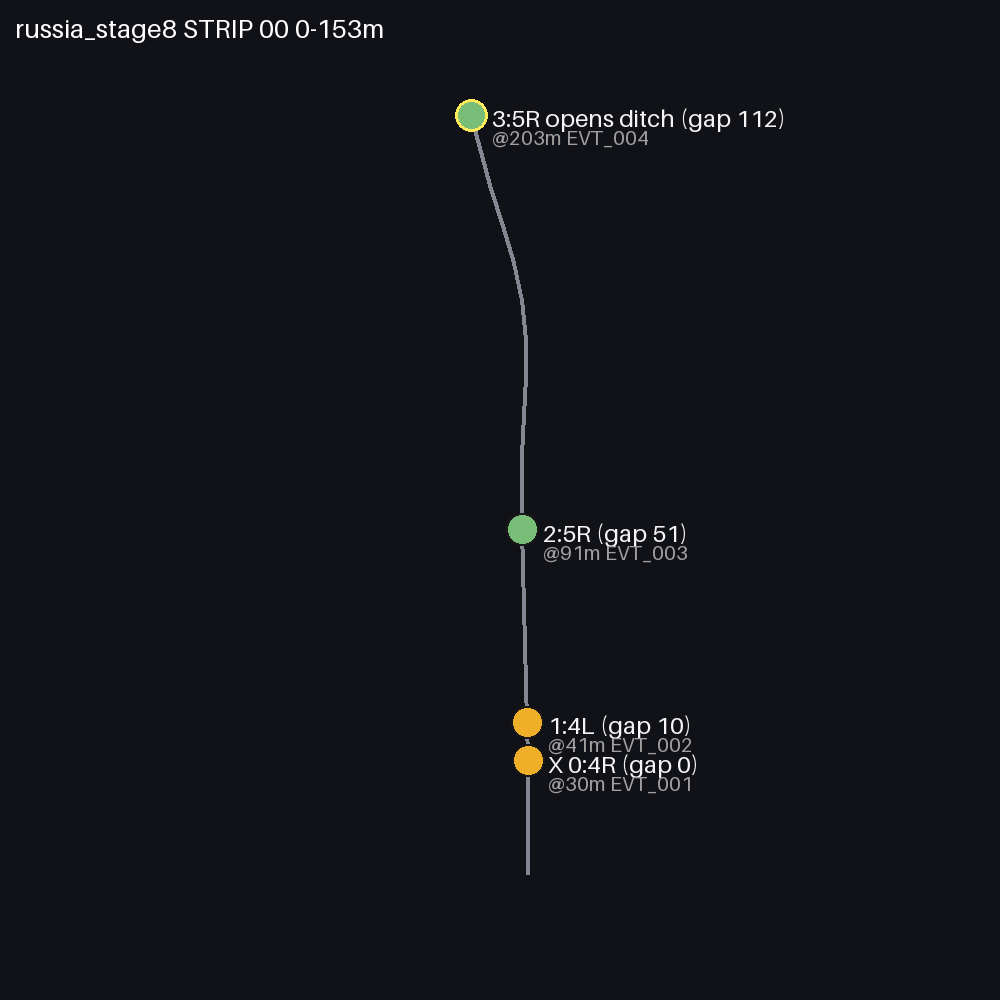 russia_stage8 STRIP 00 0-153m
3:5R opens ditch (gap 112)
@203m EVT_004
2:5R (gap 51)
@91m EVT_003
1:4L (gap 10)
@41m EVT_002
X 0:4R (gap 0)
@30m EVT_001